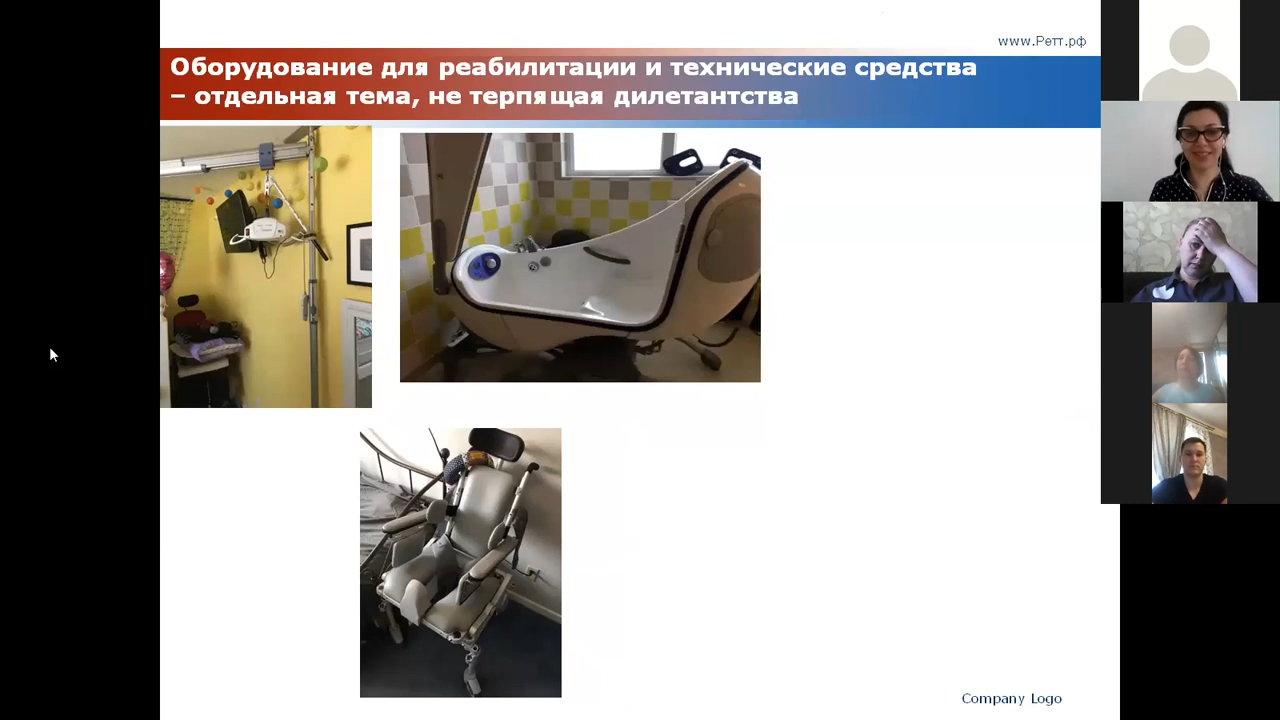 www.Ретт.рф
Оборудование для реабилитации и технические средства
– отдельная тема, не терпящая дилетантства
Company Logo